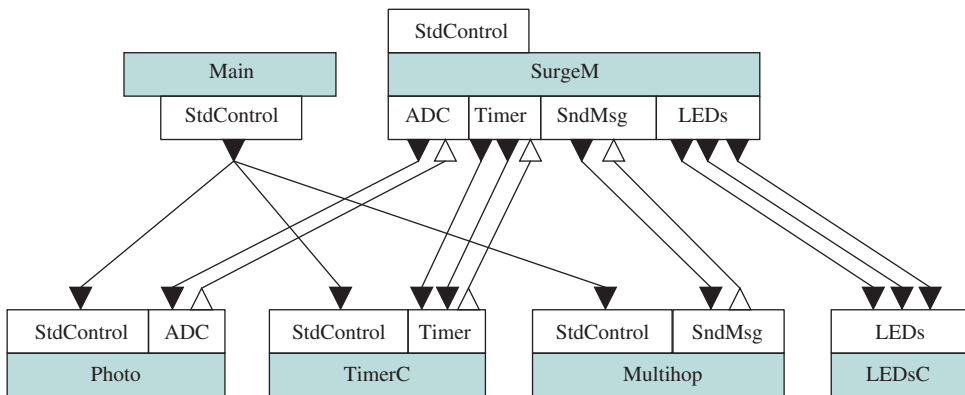 StdControl
Main
SurgeM
StdControl
ADC Timer SndMsg LEDs
StdControl ADC StdControl Timer StdControl SndMsg LEDs
Photo TimerC Multihop LEDsC